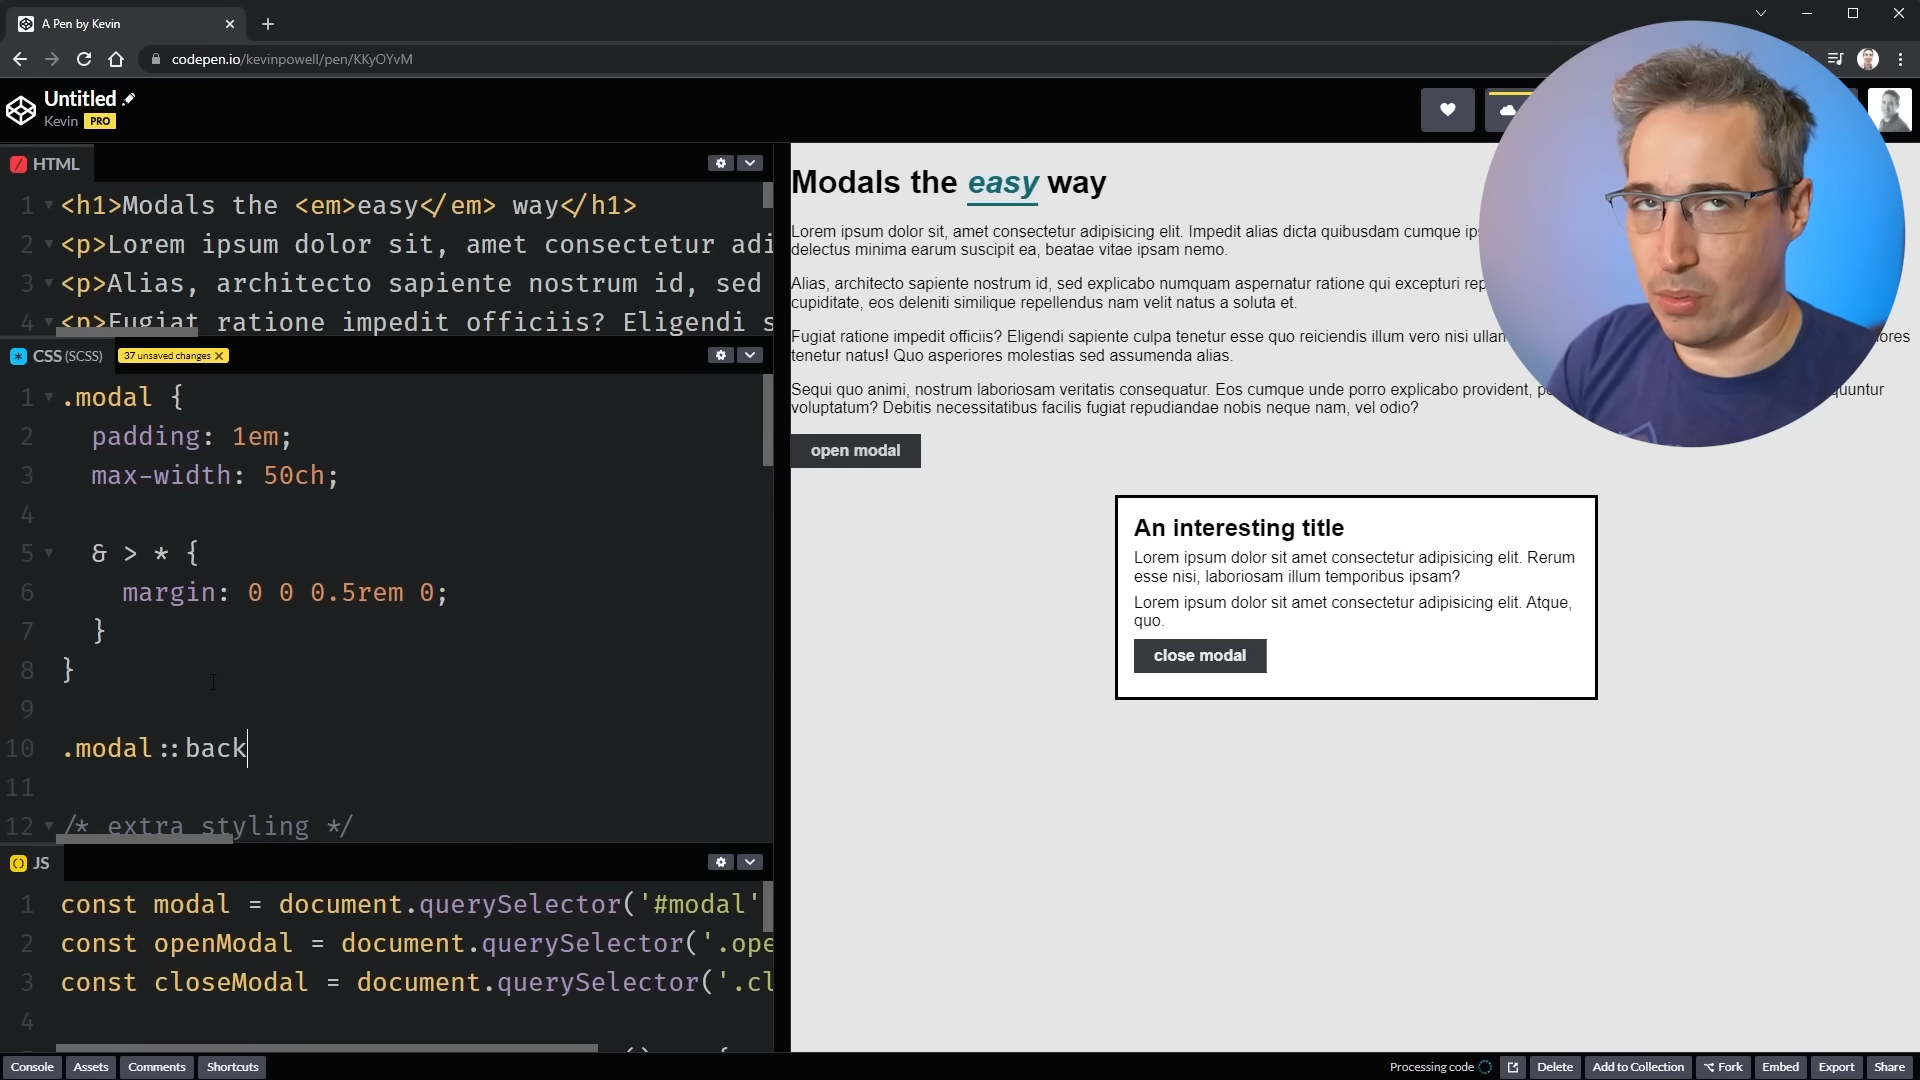 A Pen by Kevin
codepen.io/kevinpowell/pen/KKyOYvM
Untitled
Kevin PRO
HTML
1 <h1>Modals the <em>easy</em> way</h1>
2 <p>Lorem ipsum dolor sit, amet consectetur adi
3 <p>Alias, architecto sapiente nostrum id, sed
4 <p>Fugiat ratione impedit officiis? Eligendi s
CSS (SCSS) 37 unsaved changes
1 .modal {
2 padding: 1em;
3 max-width: 50ch;
4
5 & > * {
6 margin: 0 0 0.5rem 0;
7 }
8 }
9
10 .modal::back
11
12 /* extra styling */
JS
1 const modal = document.querySelector('#modal'
2 const openModal = document.querySelector('.ope
3 const closeModal = document.querySelector('.cl
4
Modals the easy way
Lorem ipsum dolor sit, amet consectetur adipisicing elit. Impedit alias dicta quibusdam cumque
delectus minima earum suscipit ea, beatae vitae ipsam nemo.
Alias, architecto sapiente nostrum id, sed explicabo numquam aspernatur ratione qui excepturi
cupiditate, eos deleniti similique repellendus nam velit natus a soluta et.
Fugiat ratione impedit officiis? Eligendi sapiente culpa tenetur esse quo reiciendis illum vero nisi
tenetur natus! Quo asperiores molestias sed assumenda alias.
Sequi quo animi, nostrum laboriosam veritatis consequatur. Eos cumque unde porro explicabo provident,
voluptatum? Debitis necessitatibus facilis fugiat repudiandae nobis neque nam, vel odio?
open modal
An interesting title
Lorem ipsum dolor sit amet consectetur adipisicing elit. Rerum
esse nisi, laboriosam illum temporibus ipsam?
Lorem ipsum dolor sit amet consectetur adipisicing elit. Atque,
quo.
close modal
Console Assets Comments Shortcuts
Processing code Delete Add to Collection Fork Embed Export Share